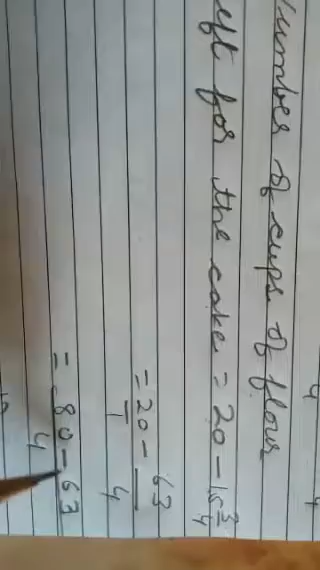 Number of cups of flour
left for the cake = 20 - 15 3/4
= 20/1 - 63/4
= 80 - 63/4